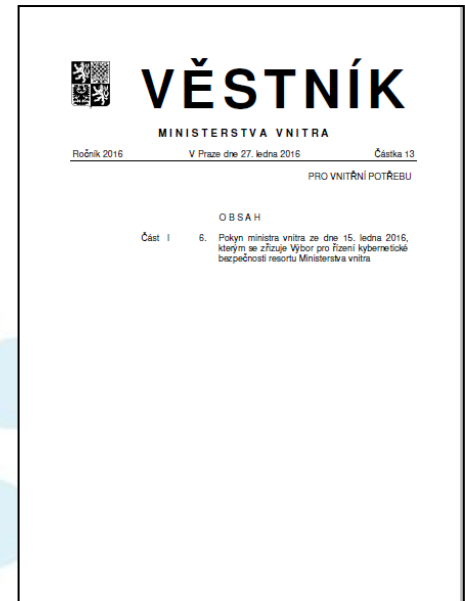 VĚSTNÍK
MINISTERSTVA VNITRA
Ročník 2016 V Praze dne 27. ledna 2016 Částka 13
PRO VNITŘNÍ POTŘEBU
OBSAH
Část I 6. Pokyn ministra vnitra ze dne 15. ledna 2016,
kterým se zřizuje Výbor pro řízení kybernetické
bezpečnosti resortu Ministerstva vnitra